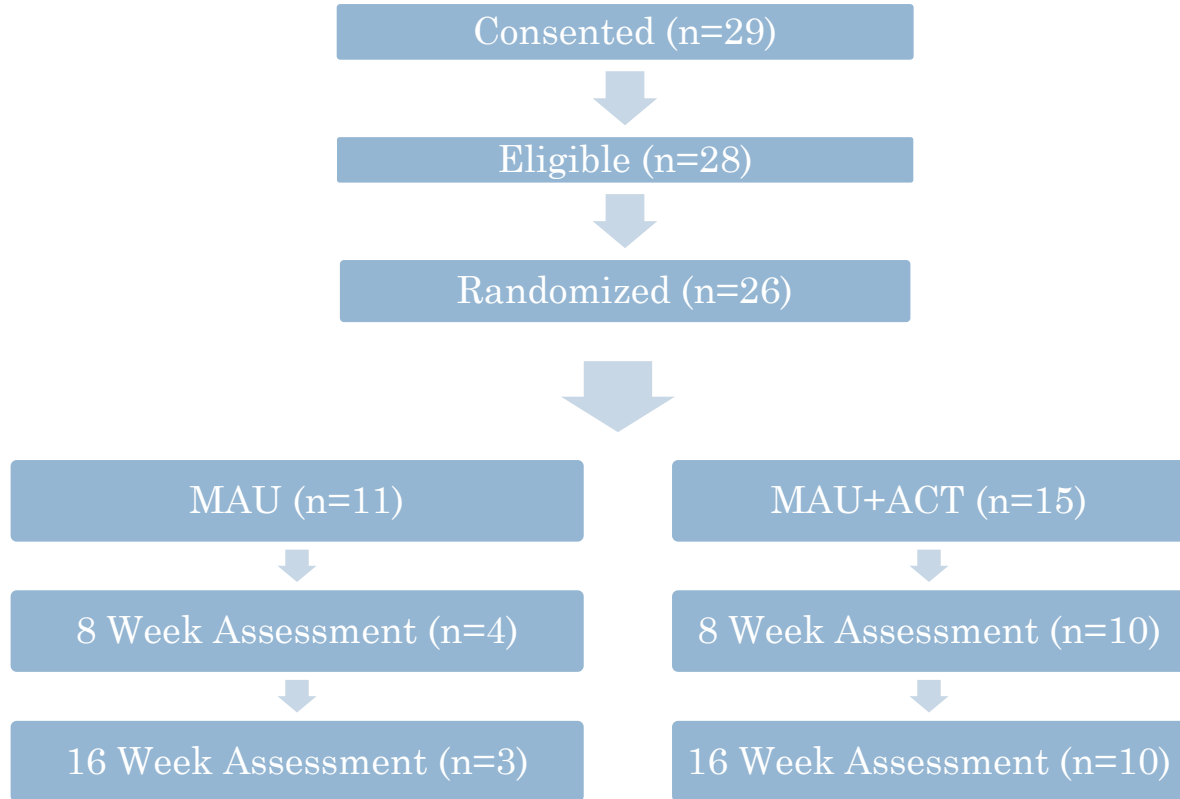 Consented (n=29)
Eligible (n=28)
Randomized (n=26)
MAU (n=11)
MAU+ACT (n=15)
8 Week Assessment (n=4)
8 Week Assessment (n=10)
16 Week Assessment (n=3)
16 Week Assessment (n=10)